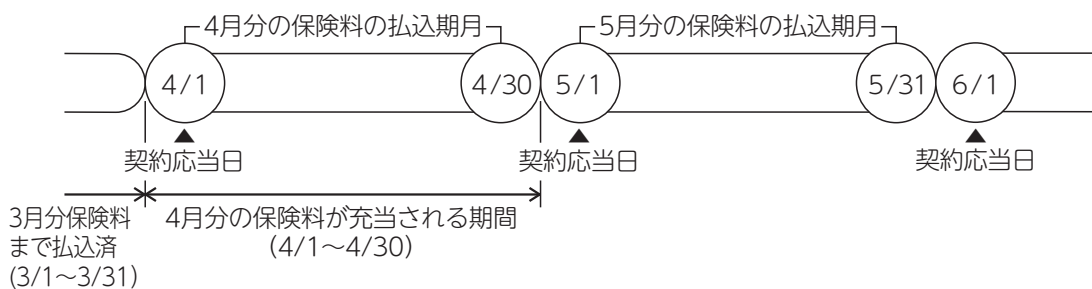 4月分の保険料の払込期月
5月分の保険料の払込期月
4/1
4/30
5/1
5/31
6/1
契約応当日
契約応当日
契約応当日
3月分保険料
まで払込済
(3/1〜3/31)
4月分の保険料が充当される期間
(4/1〜4/30)